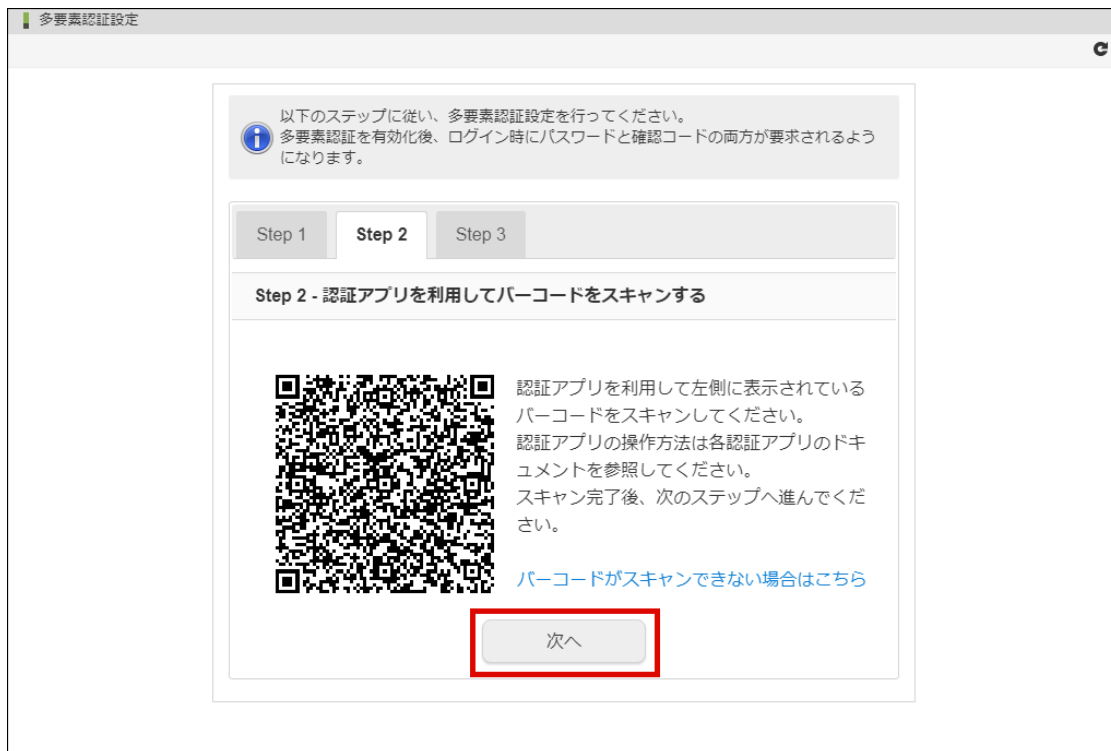 多要素認証設定
以下のステップに従い、多要素認証設定を行ってください。
多要素認証を有効化後、ログイン時にパスワードと確認コードの両方が要求されるよう
になります。
Step 1
Step 2
Step 3
Step 2 - 認証アプリを利用してバーコードをスキャンする
認証アプリを利用して左側に表示されている
バーコードをスキャンしてください。
認証アプリの操作方法は各認証アプリのドキ
ュメントを参照してください。
スキャン完了後、次のステップへ進んでくだ
さい。
バーコードがスキャンできない場合はこちら
次へ